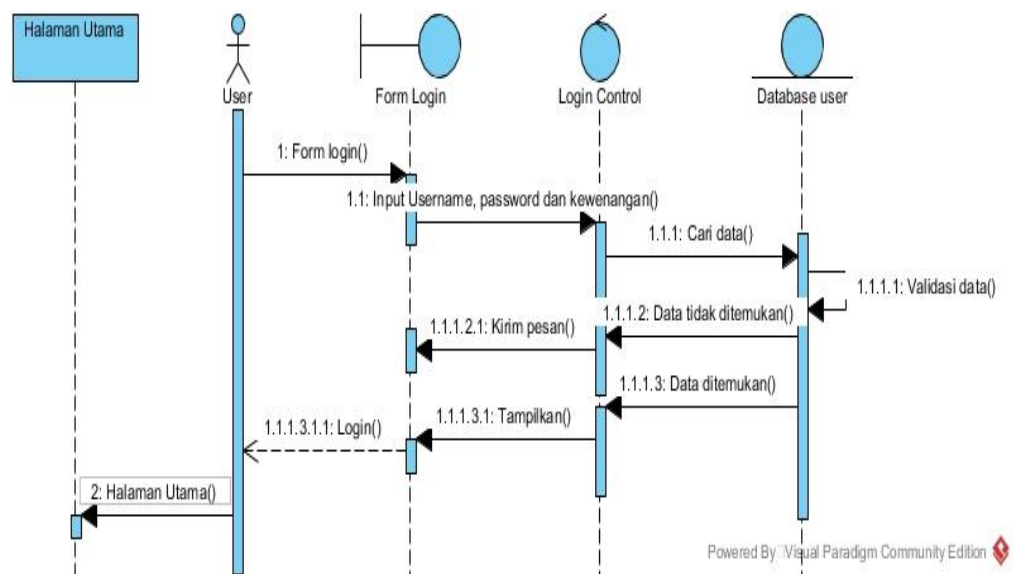 Halaman Utama
User
Form Login
Login Control
Database user
1: Form login()
1.1: Input Username, password dan kewenangan()
1.1.1: Cari data()
1.1.1.1: Validasi data()
1.1.1.2: Data tidak ditemukan()
1.1.1.2.1: Kirim pesan()
1.1.1.3: Data ditemukan()
1.1.1.3.1: Tampilkan()
1.1.1.3.1.1: Login()
2: Halaman Utama()
Powered By Visual Paradigm Community Edition